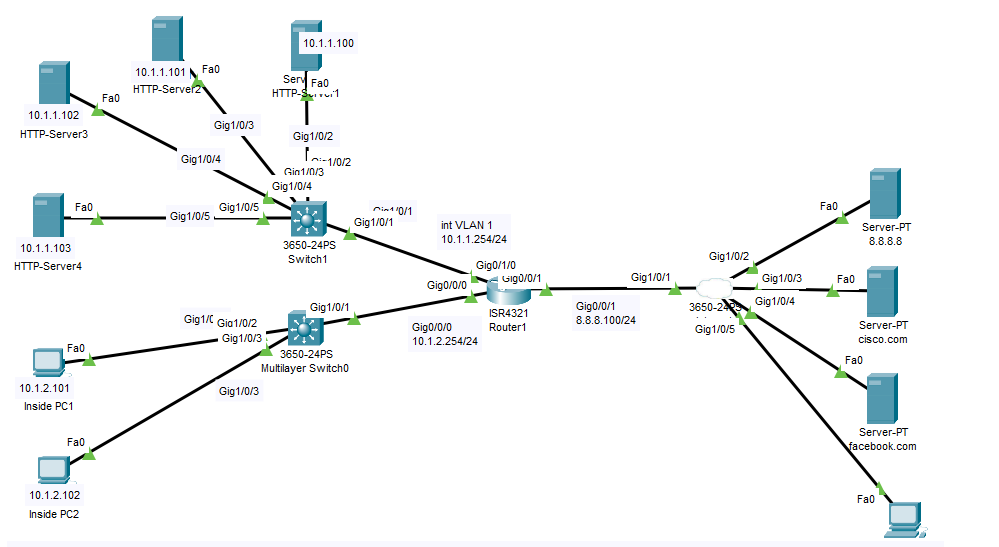 10.1.1.100
Serv
Fa0
HTTP-Server1
10.1.1.101
Fa0
HTTP-Server2
Fa0
10.1.1.102
HTTP-Server3
Gig1/0/3
Gig1/0/2
Gig1/0/4
Gig1/0/2
Gig1/0/3
Gig1/0/4
Fa0
Gig1/0/5
Gig1/0/5
10.1.1.103
HTTP-Server4
Gig1/0/1
Gig1/0/1
3650-24PS
Switch1
int VLAN 1
10.1.1.254/24
Gig0/1/0
Gig0/0/1
Gig0/0/0
ISR4321
Router1
Gig0/0/0
10.1.2.254/24
Gig0/0/1
8.8.8.100/24
Gig1/0/1
Gig1/0/2
Gig1/0/3
Gig1/0/1
3650-24PS
Multilayer Switch0
Fa0
10.1.2.101
Inside PC1
Gig1/0/3
Fa0
10.1.2.102
Inside PC2
Gig1/0/1
3650-24PS
Gig1/0/2
Gig1/0/3
Gig1/0/4
Gig1/0/5
Fa0
Server-PT
8.8.8.8
Fa0
Server-PT
cisco.com
Fa0
Server-PT
facebook.com
Fa0